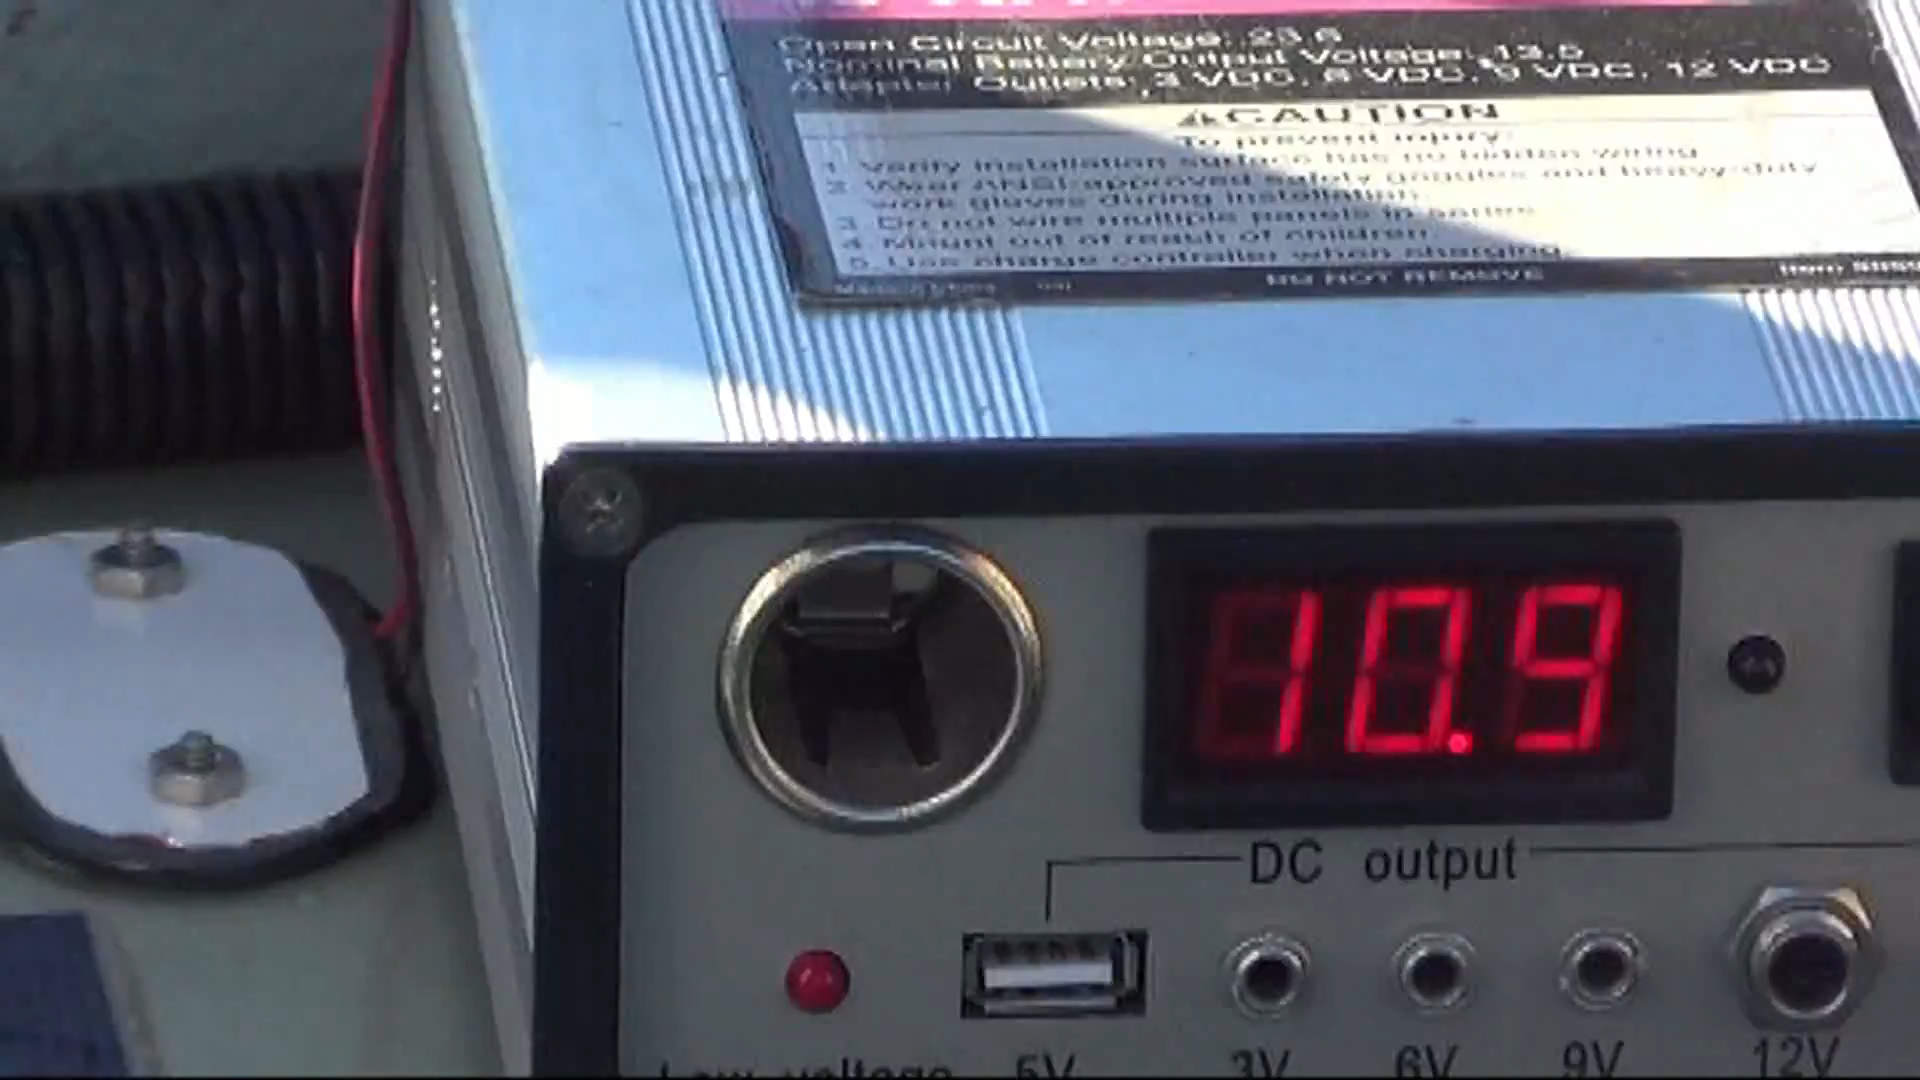 Open Circuit Voltage: 23.6
Nominal Battery Output Voltage: 13.5
Adapter Outlets: 3 VDC, 6 VDC, 9 VDC, 12 VDC
CAUTION
To prevent injury:
1. Verify installation surface has no hidden wiring
2. Wear ANSI-approved safety goggles and heavy-duty
work gloves during installation.
3. Do not wire multiple panels in series
4. Mount out of reach of children
5. Use charge controller when charging
DO NOT REMOVE
Item
10.9
DC output
Low voltage 5V 3V 6V 9V 12V